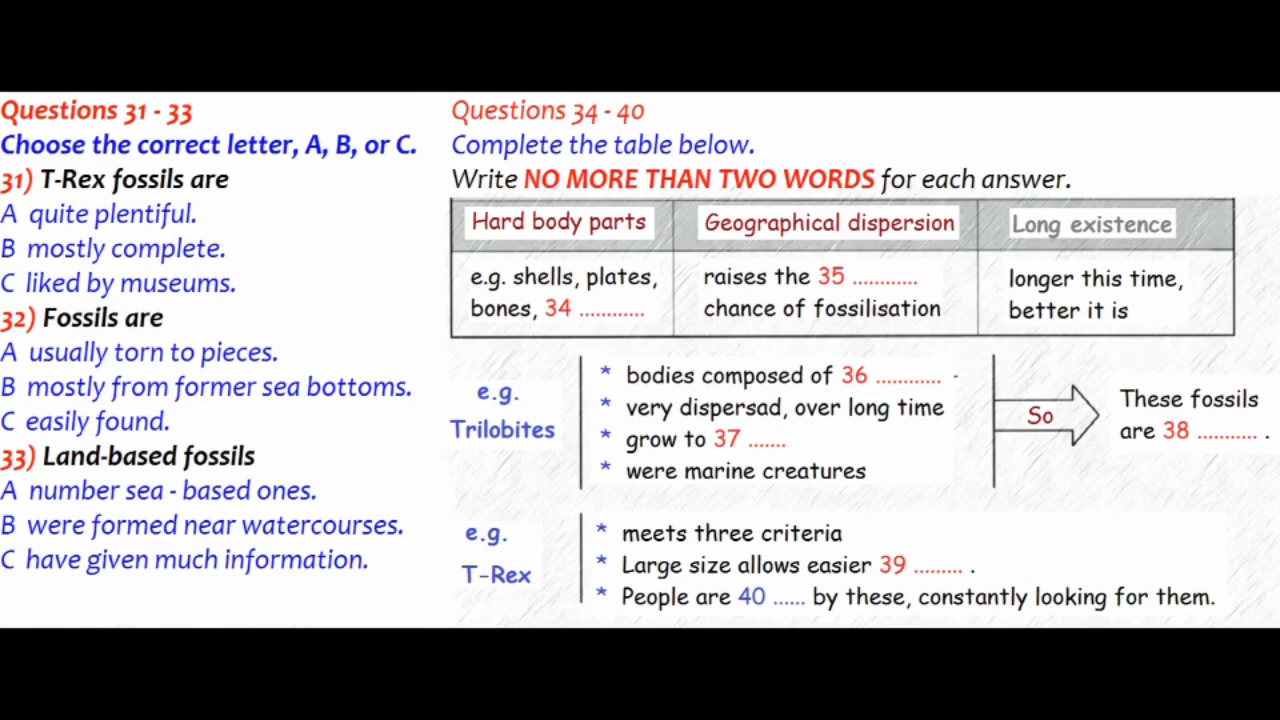 Questions 31 - 33
Choose the correct letter, A, B, or C.
31) T-Rex fossils are
A quite plentiful.
B mostly complete.
C liked by museums.
32) Fossils are
A usually torn to pieces.
B mostly from former sea bottoms.
C easily found.
33) Land-based fossils
A number sea - based ones.
B were formed near watercourses.
C have given much information.
Questions 34 - 40
Complete the table below.
Write NO MORE THAN TWO WORDS for each answer.
Hard body parts
e.g. shells, plates,
bones, 34 ............
Geographical dispersion
raises the 35 ............
chance of fossilisation
Long existence
longer this time,
better it is
e.g.
Trilobites
* bodies composed of 36 ............ -
* very dispersad, over long time
* grow to 37 .......
* were marine creatures
So
These fossils
are 38 ........... .
e.g.
T-Rex
* meets three criteria
* Large size allows easier 39 ......... .
* People are 40 ...... by these, constantly looking for them.